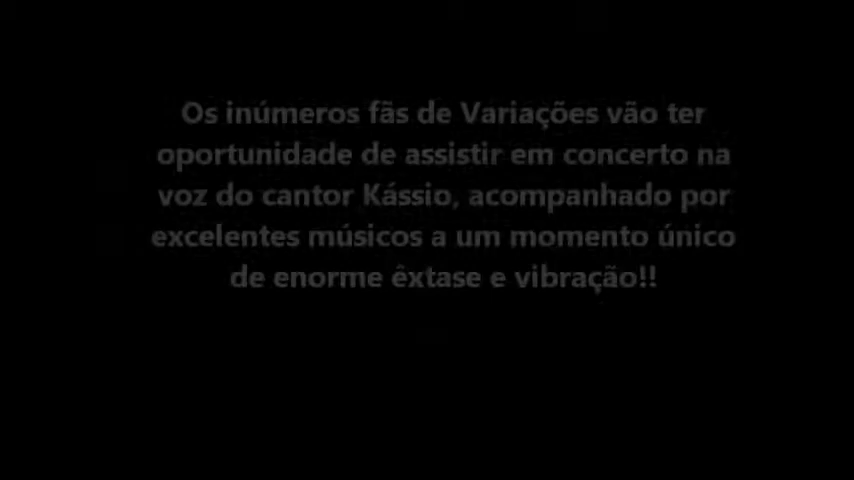 Os inúmeros fãs de Variações vão ter
oportunidade de assistir em concerto na
voz do cantor Kássio, acompanhado por
excelentes músicos a um momento único
de enorme êxtase e vibração!!